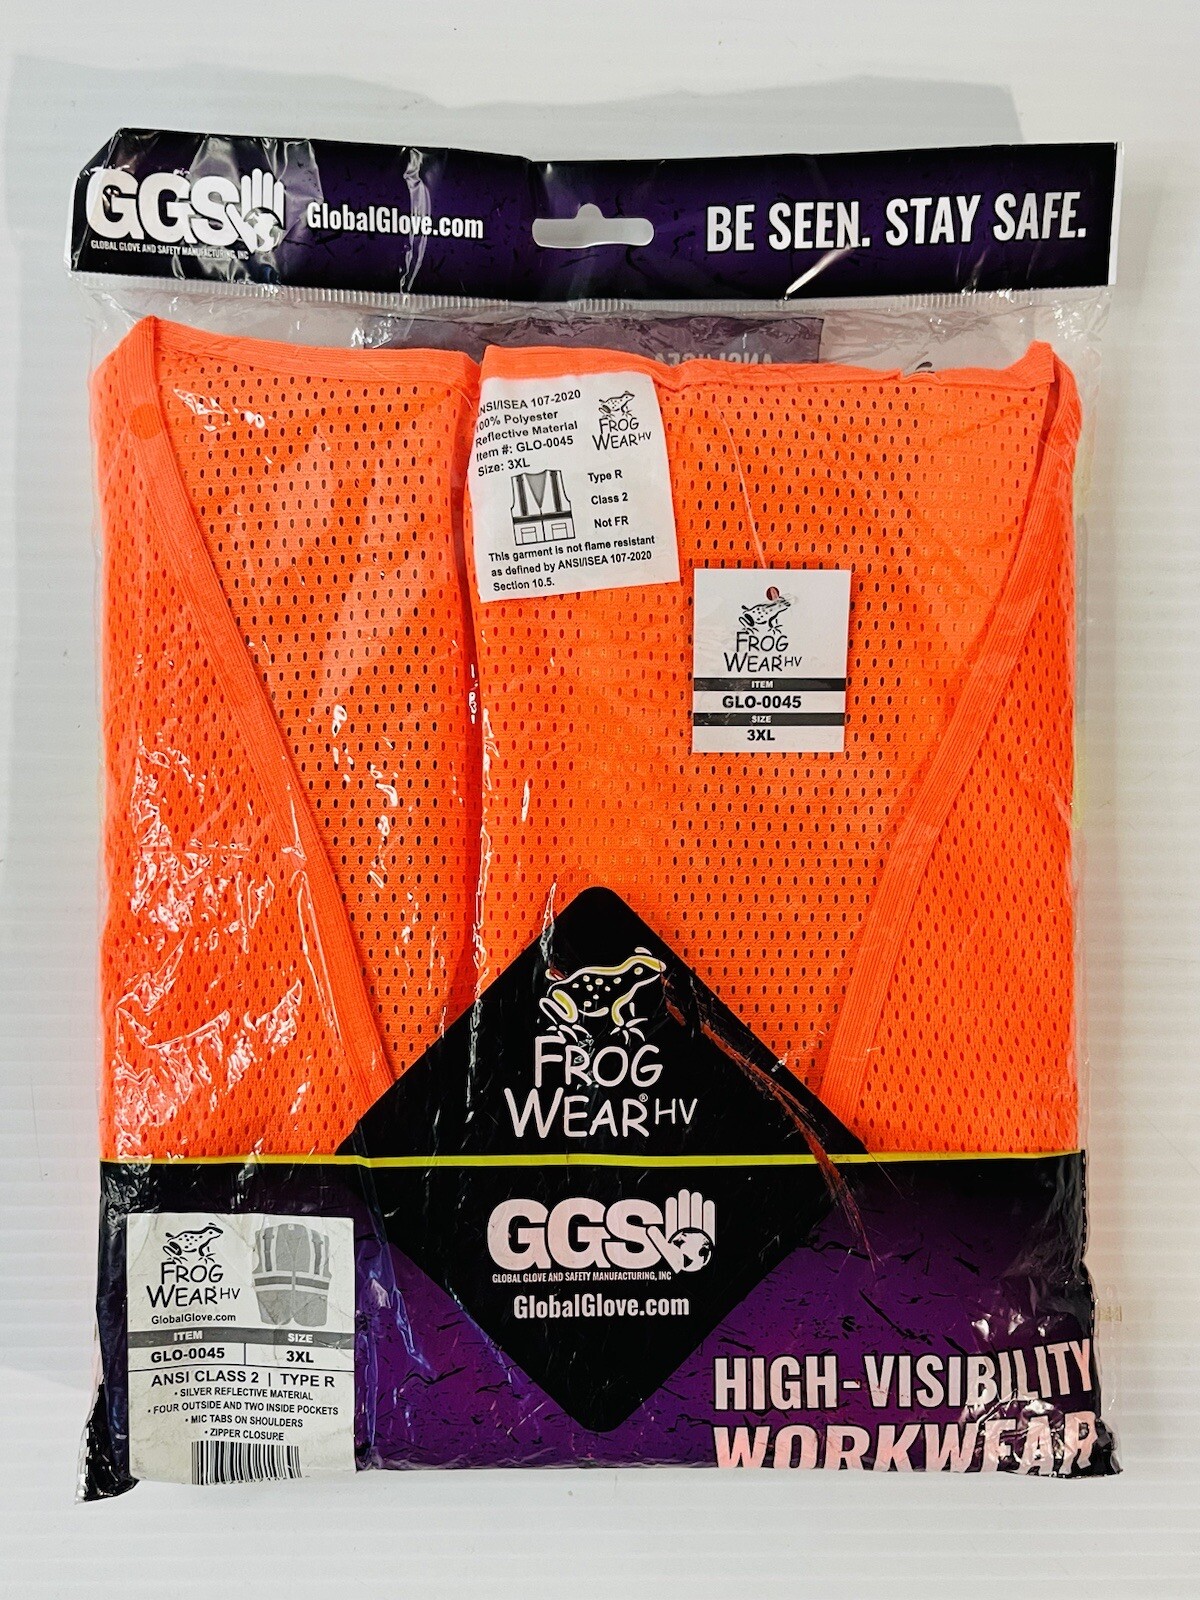 GGS
GLOBAL GLOVE AND SAFETY MANUFACTURING, INC
GlobalGlove.com
BE SEEN. STAY SAFE.
ANSI/ISEA 107-2020
100% Polyester
Reflective Material
Item #: GLO-0045
Size: 3XL
FROG
WEAR HV
Type R
Class 2
Not FR
This garment is not flame resistant
as defined by ANSI/ISEA 107-2020
Section 10.5.
FROG
WEAR HV
ITEM
GLO-0045
SIZE
3XL
FROG
WEAR® HV
GGS
GLOBAL GLOVE AND SAFETY MANUFACTURING, INC
GlobalGlove.com
FROG
WEAR HV
GlobalGlove.com
ITEM SIZE
GLO-0045 3XL
ANSI CLASS 2 | TYPE R
• SILVER REFLECTIVE MATERIAL
• FOUR OUTSIDE AND TWO INSIDE POCKETS
• MIC TABS ON SHOULDERS
• ZIPPER CLOSURE
HIGH-VISIBILITY
WORKWEAR